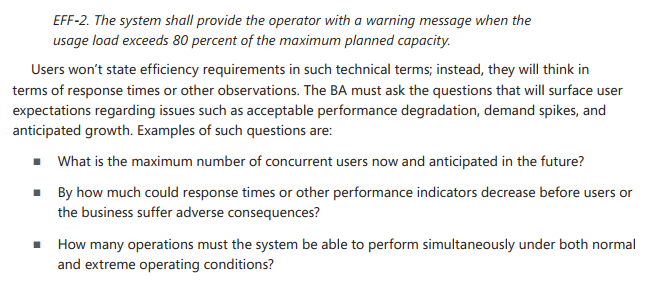 EFF-2. The system shall provide the operator with a warning message when the
usage load exceeds 80 percent of the maximum planned capacity.
Users won’t state efficiency requirements in such technical terms; instead, they will think in
terms of response times or other observations. The BA must ask the questions that will surface user
expectations regarding issues such as acceptable performance degradation, demand spikes, and
anticipated growth. Examples of such questions are:
■ What is the maximum number of concurrent users now and anticipated in the future?
■ By how much could response times or other performance indicators decrease before users or
the business suffer adverse consequences?
■ How many operations must the system be able to perform simultaneously under both normal
and extreme operating conditions?